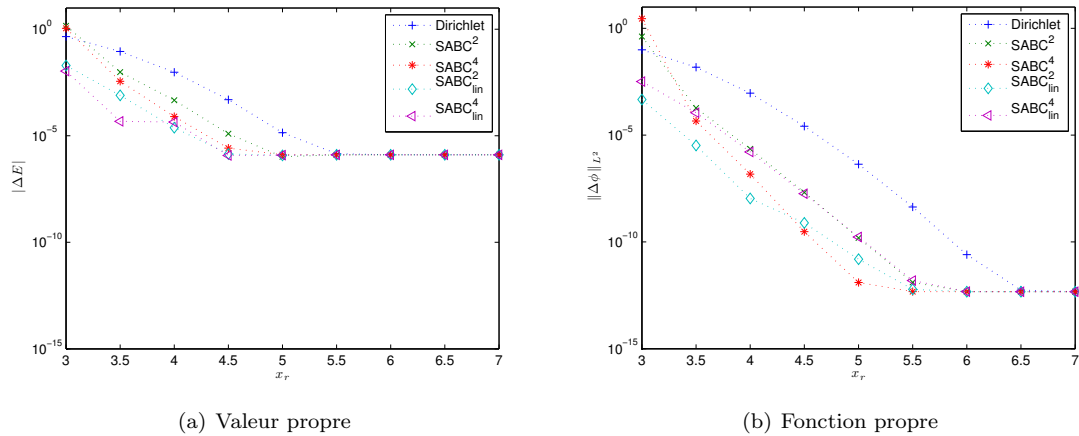 10^0
10^-5
10^-10
10^-15
|ΔE|
3 3.5 4 4.5 5 5.5 6 6.5 7
x_r
Dirichlet
SABC^2
SABC^4
SABC^2_lin
SABC^4_lin
(a) Valeur propre
10^0
10^-5
10^-10
10^-15
‖Δϕ‖_{L^2}
3 3.5 4 4.5 5 5.5 6 6.5 7
x_r
Dirichlet
SABC^2
SABC^4
SABC^2_lin
SABC^4_lin
(b) Fonction propre